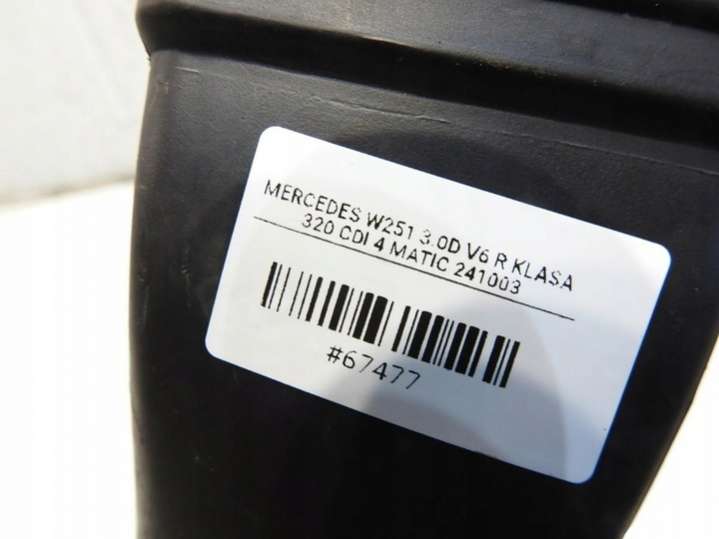 MERCEDES W251 3.0D V6 R KLASA
320 CDI 4 MATIC 241003
#67477